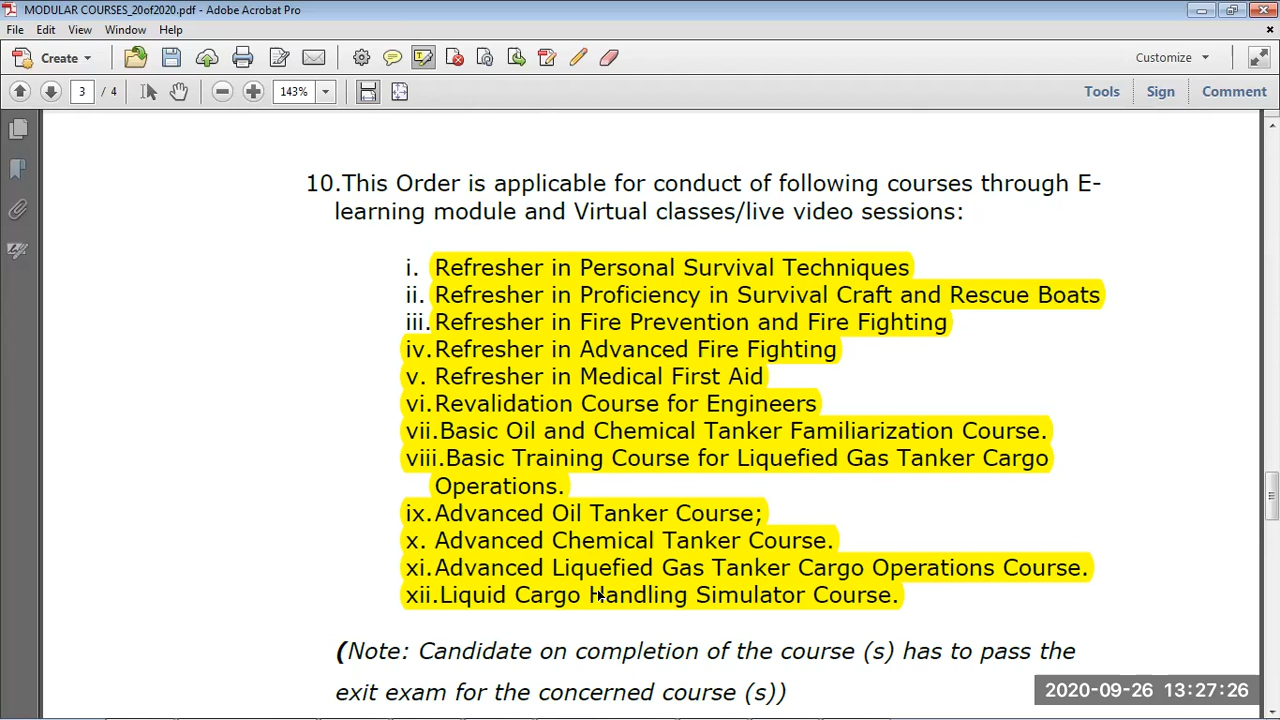 MODULAR COURSES_20of2020.pdf - Adobe Acrobat Pro
File Edit View Window Help
Create Customize
3 / 4 143% Tools Sign Comment
10.This Order is applicable for conduct of following courses through E-
learning module and Virtual classes/live video sessions:
i. Refresher in Personal Survival Techniques
ii. Refresher in Proficiency in Survival Craft and Rescue Boats
iii. Refresher in Fire Prevention and Fire Fighting
iv. Refresher in Advanced Fire Fighting
v. Refresher in Medical First Aid
vi. Revalidation Course for Engineers
vii.Basic Oil and Chemical Tanker Familiarization Course.
viii.Basic Training Course for Liquefied Gas Tanker Cargo
Operations.
ix. Advanced Oil Tanker Course;
x. Advanced Chemical Tanker Course.
xi. Advanced Liquefied Gas Tanker Cargo Operations Course.
xii.Liquid Cargo Handling Simulator Course.
(Note: Candidate on completion of the course (s) has to pass the
exit exam for the concerned course (s))
2020-09-26 13:27:26